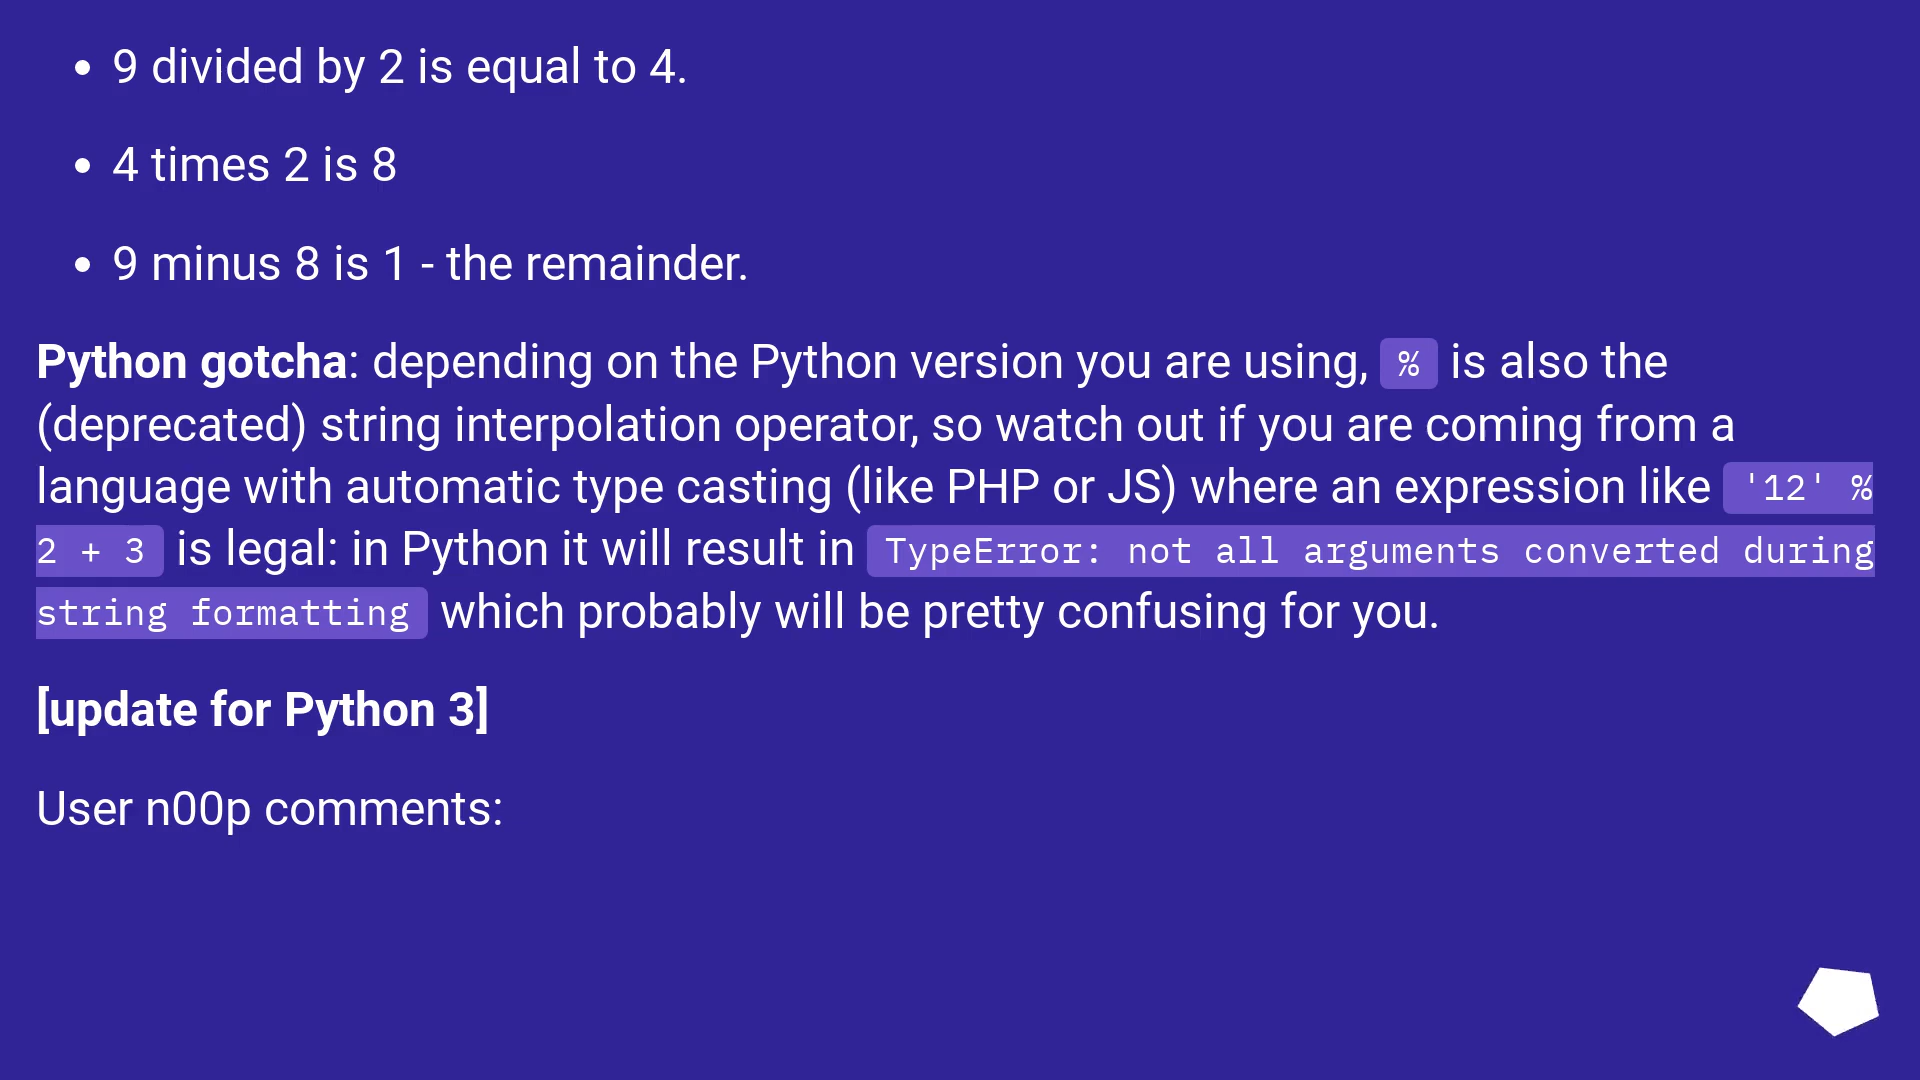 • 9 divided by 2 is equal to 4.
• 4 times 2 is 8
• 9 minus 8 is 1 - the remainder.
Python gotcha: depending on the Python version you are using, % is also the
(deprecated) string interpolation operator, so watch out if you are coming from a
language with automatic type casting (like PHP or JS) where an expression like '12' %
2 + 3 is legal: in Python it will result in TypeError: not all arguments converted during
string formatting which probably will be pretty confusing for you.
[update for Python 3]
User n00p comments: